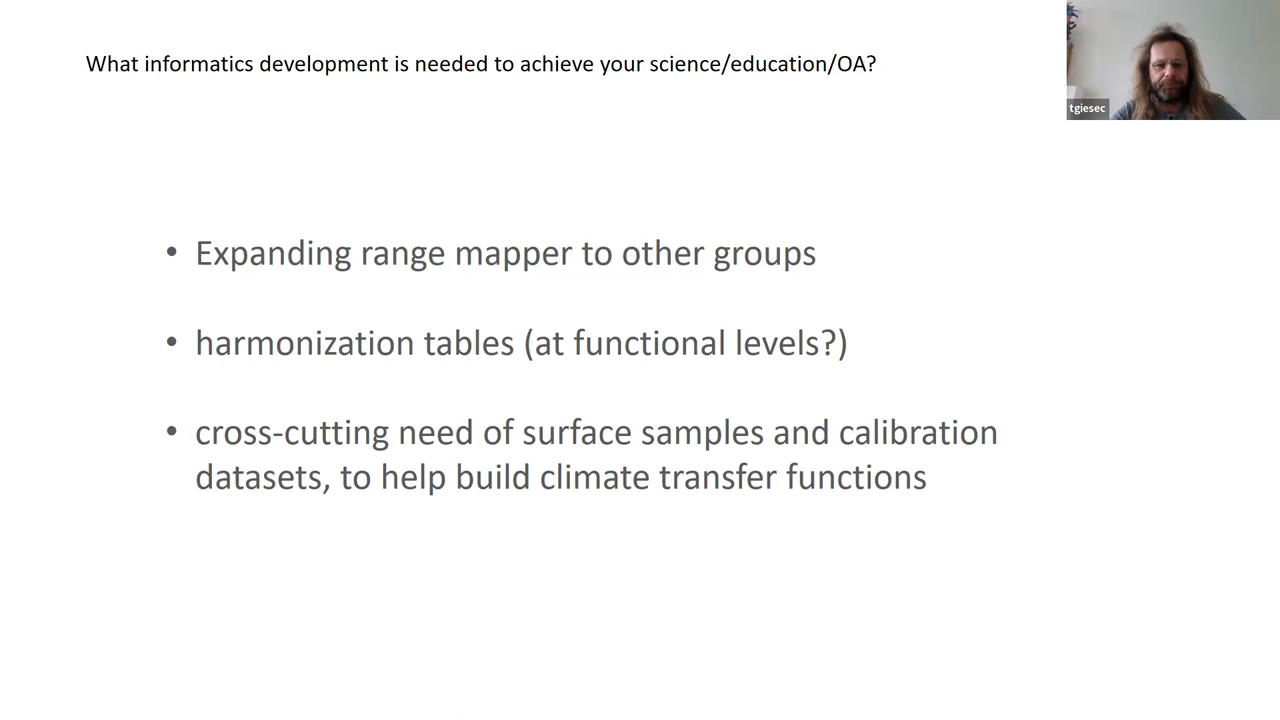 What informatics development is needed to achieve your science/education/OA?
tgiesec
• Expanding range mapper to other groups
• harmonization tables (at functional levels?)
• cross-cutting need of surface samples and calibration
datasets, to help build climate transfer functions